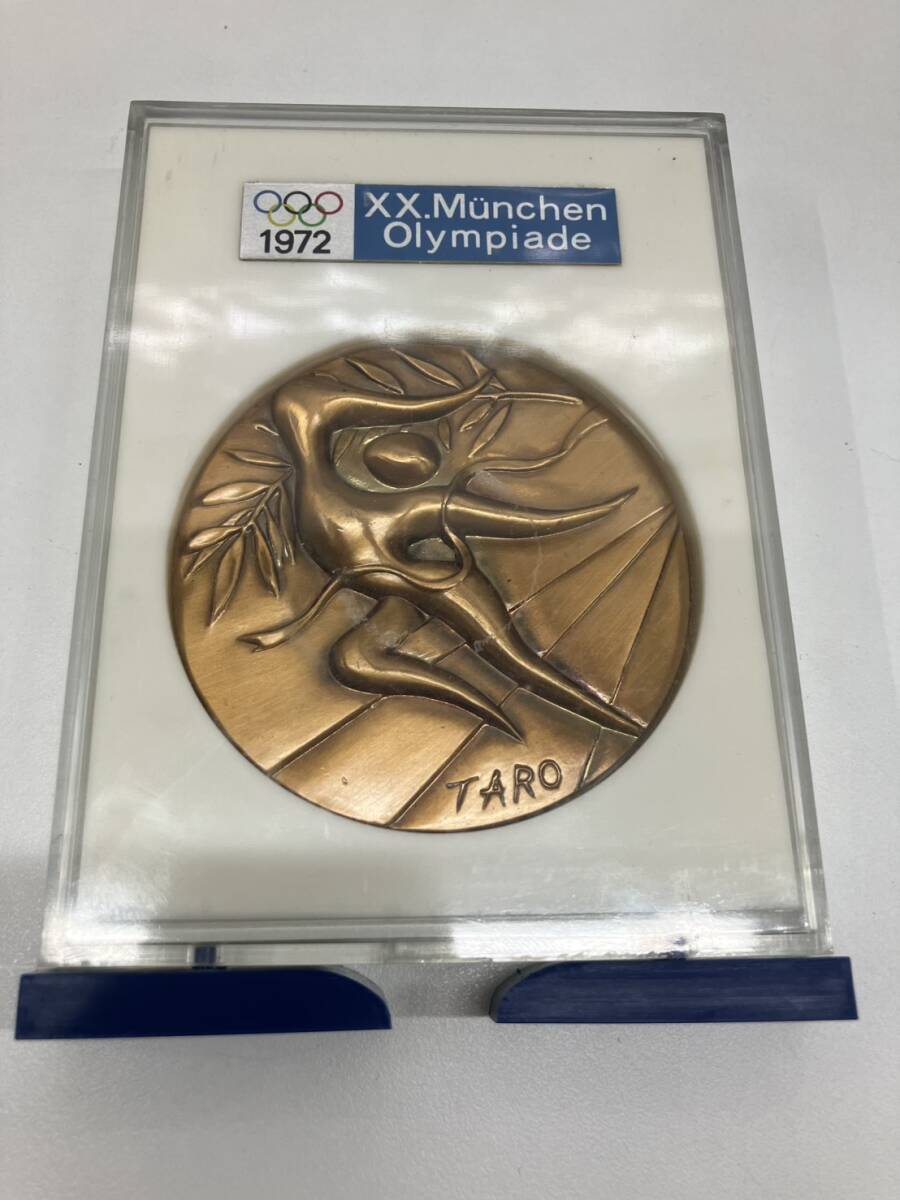 XX.München
1972 Olympiade
TARO